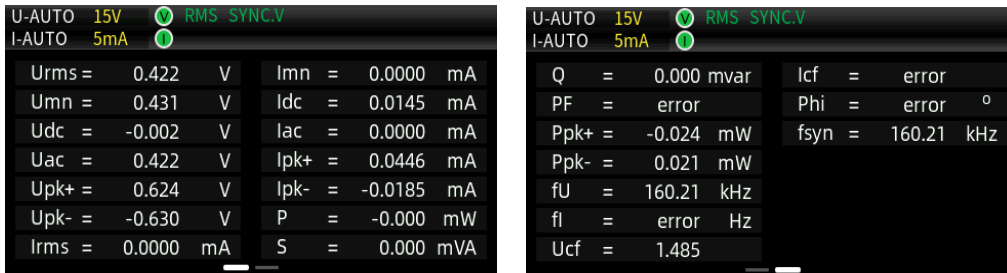 U-AUTO 15V V RMS SYNC.V
I-AUTO 5mA I
Urms = 0.422 V Imn = 0.0000 mA
Umn = 0.431 V Idc = 0.0145 mA
Udc = -0.002 V Iac = 0.0000 mA
Uac = 0.422 V Ipk+ = 0.0446 mA
Upk+ = 0.624 V Ipk- = -0.0185 mA
Upk- = -0.630 V P = -0.000 mW
Irms = 0.0000 mA S = 0.000 mVA
U-AUTO 15V V RMS SYNC.V
I-AUTO 5mA I
Q = 0.000 mvar Icf = error
PF = error Phi = error °
Ppk+ = -0.024 mW fsyn = 160.21 kHz
Ppk- = 0.021 mW
fU = 160.21 kHz
fI = error Hz
Ucf = 1.485